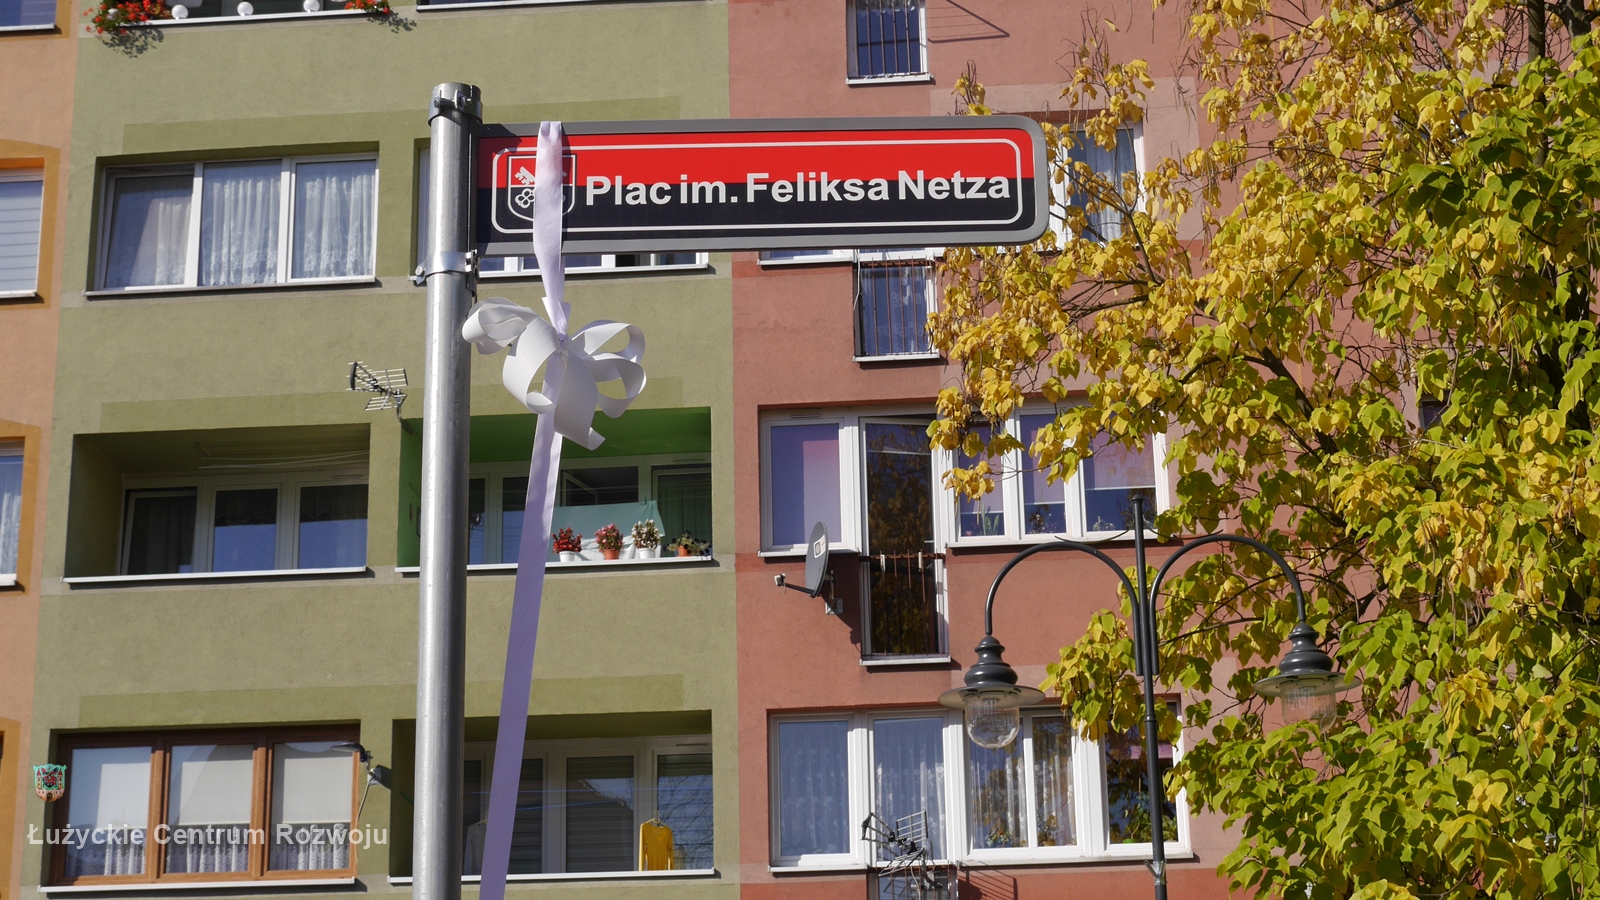 Plac im. Feliksa Netza
Łużyckie Centrum Rozwoju